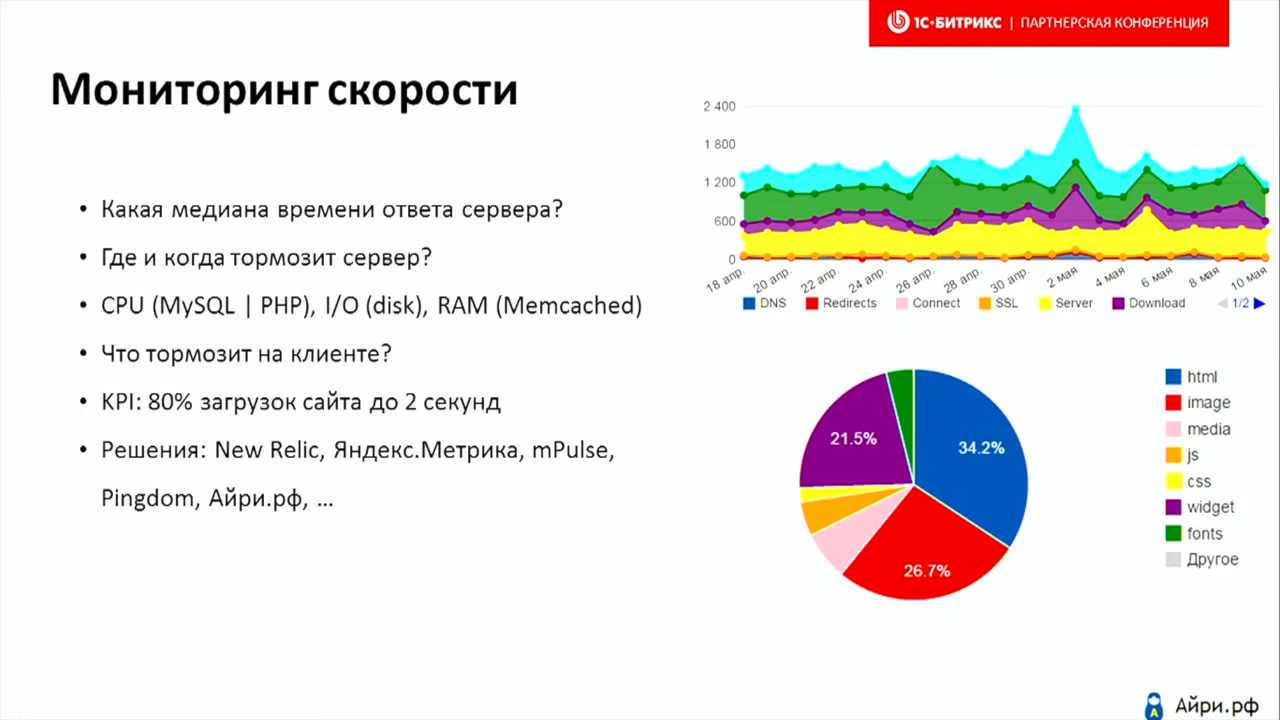 1С-БИТРИКС | ПАРТНЕРСКАЯ КОНФЕРЕНЦИЯ
Мониторинг скорости
• Какая медиана времени ответа сервера?
• Где и когда тормозит сервер?
• CPU (MySQL | PHP), I/O (disk), RAM (Memcached)
• Что тормозит на клиенте?
• KPI: 80% загрузок сайта до 2 секунд
• Решения: New Relic, Яндекс.Метрика, mPulse,
Pingdom, Айри.рф, ...
2 400
1 800
1 200
600
0
18 апр. 20 апр. 22 апр. 24 апр. 26 апр. 28 апр. 30 апр. 2 мая 4 мая 6 мая 8 мая 10 мая
DNS Redirects Connect SSL Server Download 1/2
34.2%
26.7%
21.5%
html
image
media
js
css
widget
fonts
Другое
Айри.рф